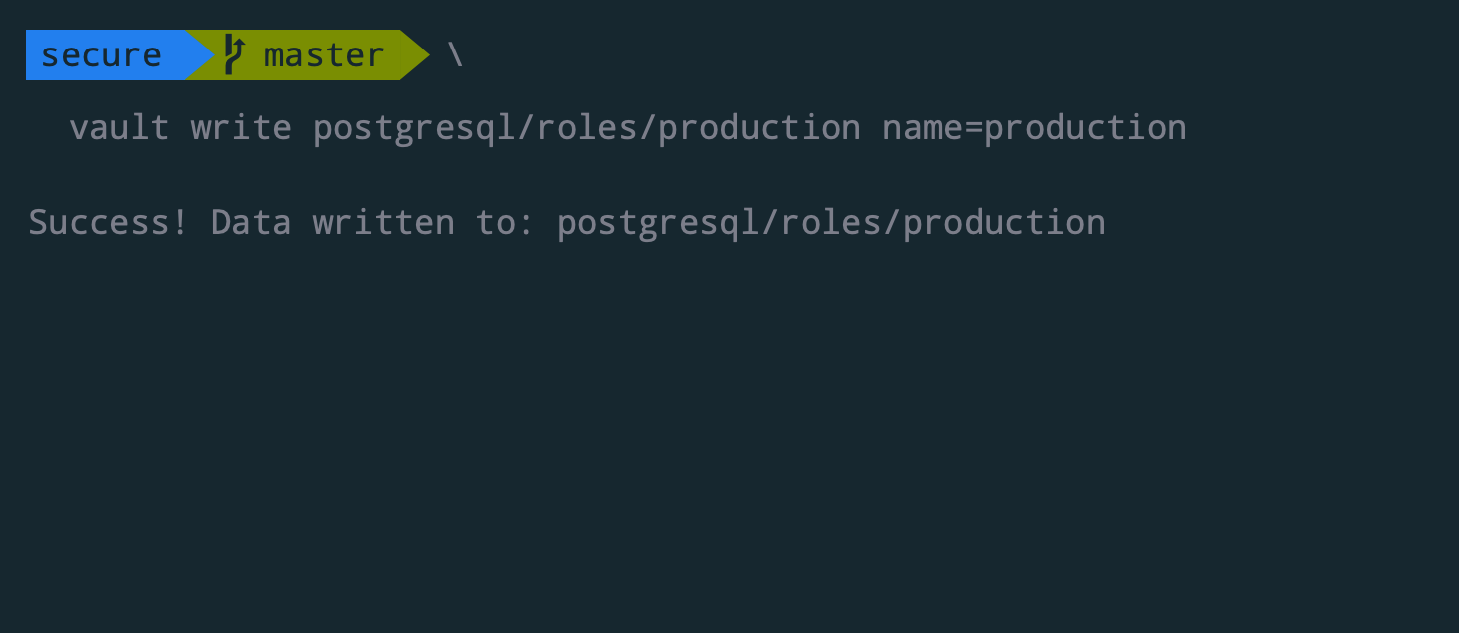 secure master \
vault write postgresql/roles/production name=production
Success! Data written to: postgresql/roles/production